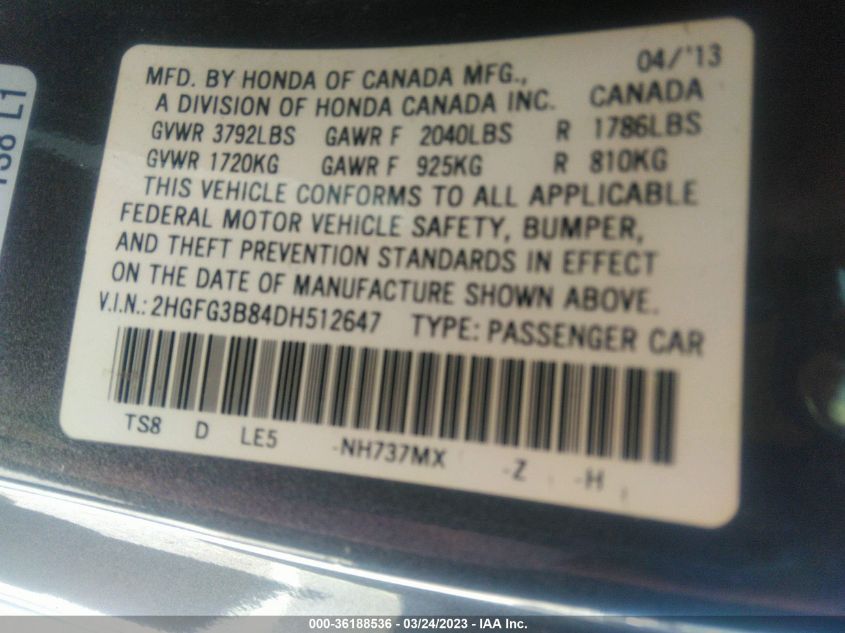 04/'13
MFD. BY HONDA OF CANADA MFG.,
A DIVISION OF HONDA CANADA INC. CANADA
GVWR 3792LBS GAWR F 2040LBS R 1786LBS
GVWR 1720KG GAWR F 925KG R 810KG
THIS VEHICLE CONFORMS TO ALL APPLICABLE
FEDERAL MOTOR VEHICLE SAFETY, BUMPER,
AND THEFT PREVENTION STANDARDS IN EFFECT
ON THE DATE OF MANUFACTURE SHOWN ABOVE.
V.I.N.: 2HGFG3B84DH512647 TYPE: PASSENGER CAR
TS8 D LE5 -NH737MX -Z -H
000-36188536 - 03/24/2023 - IAA Inc.